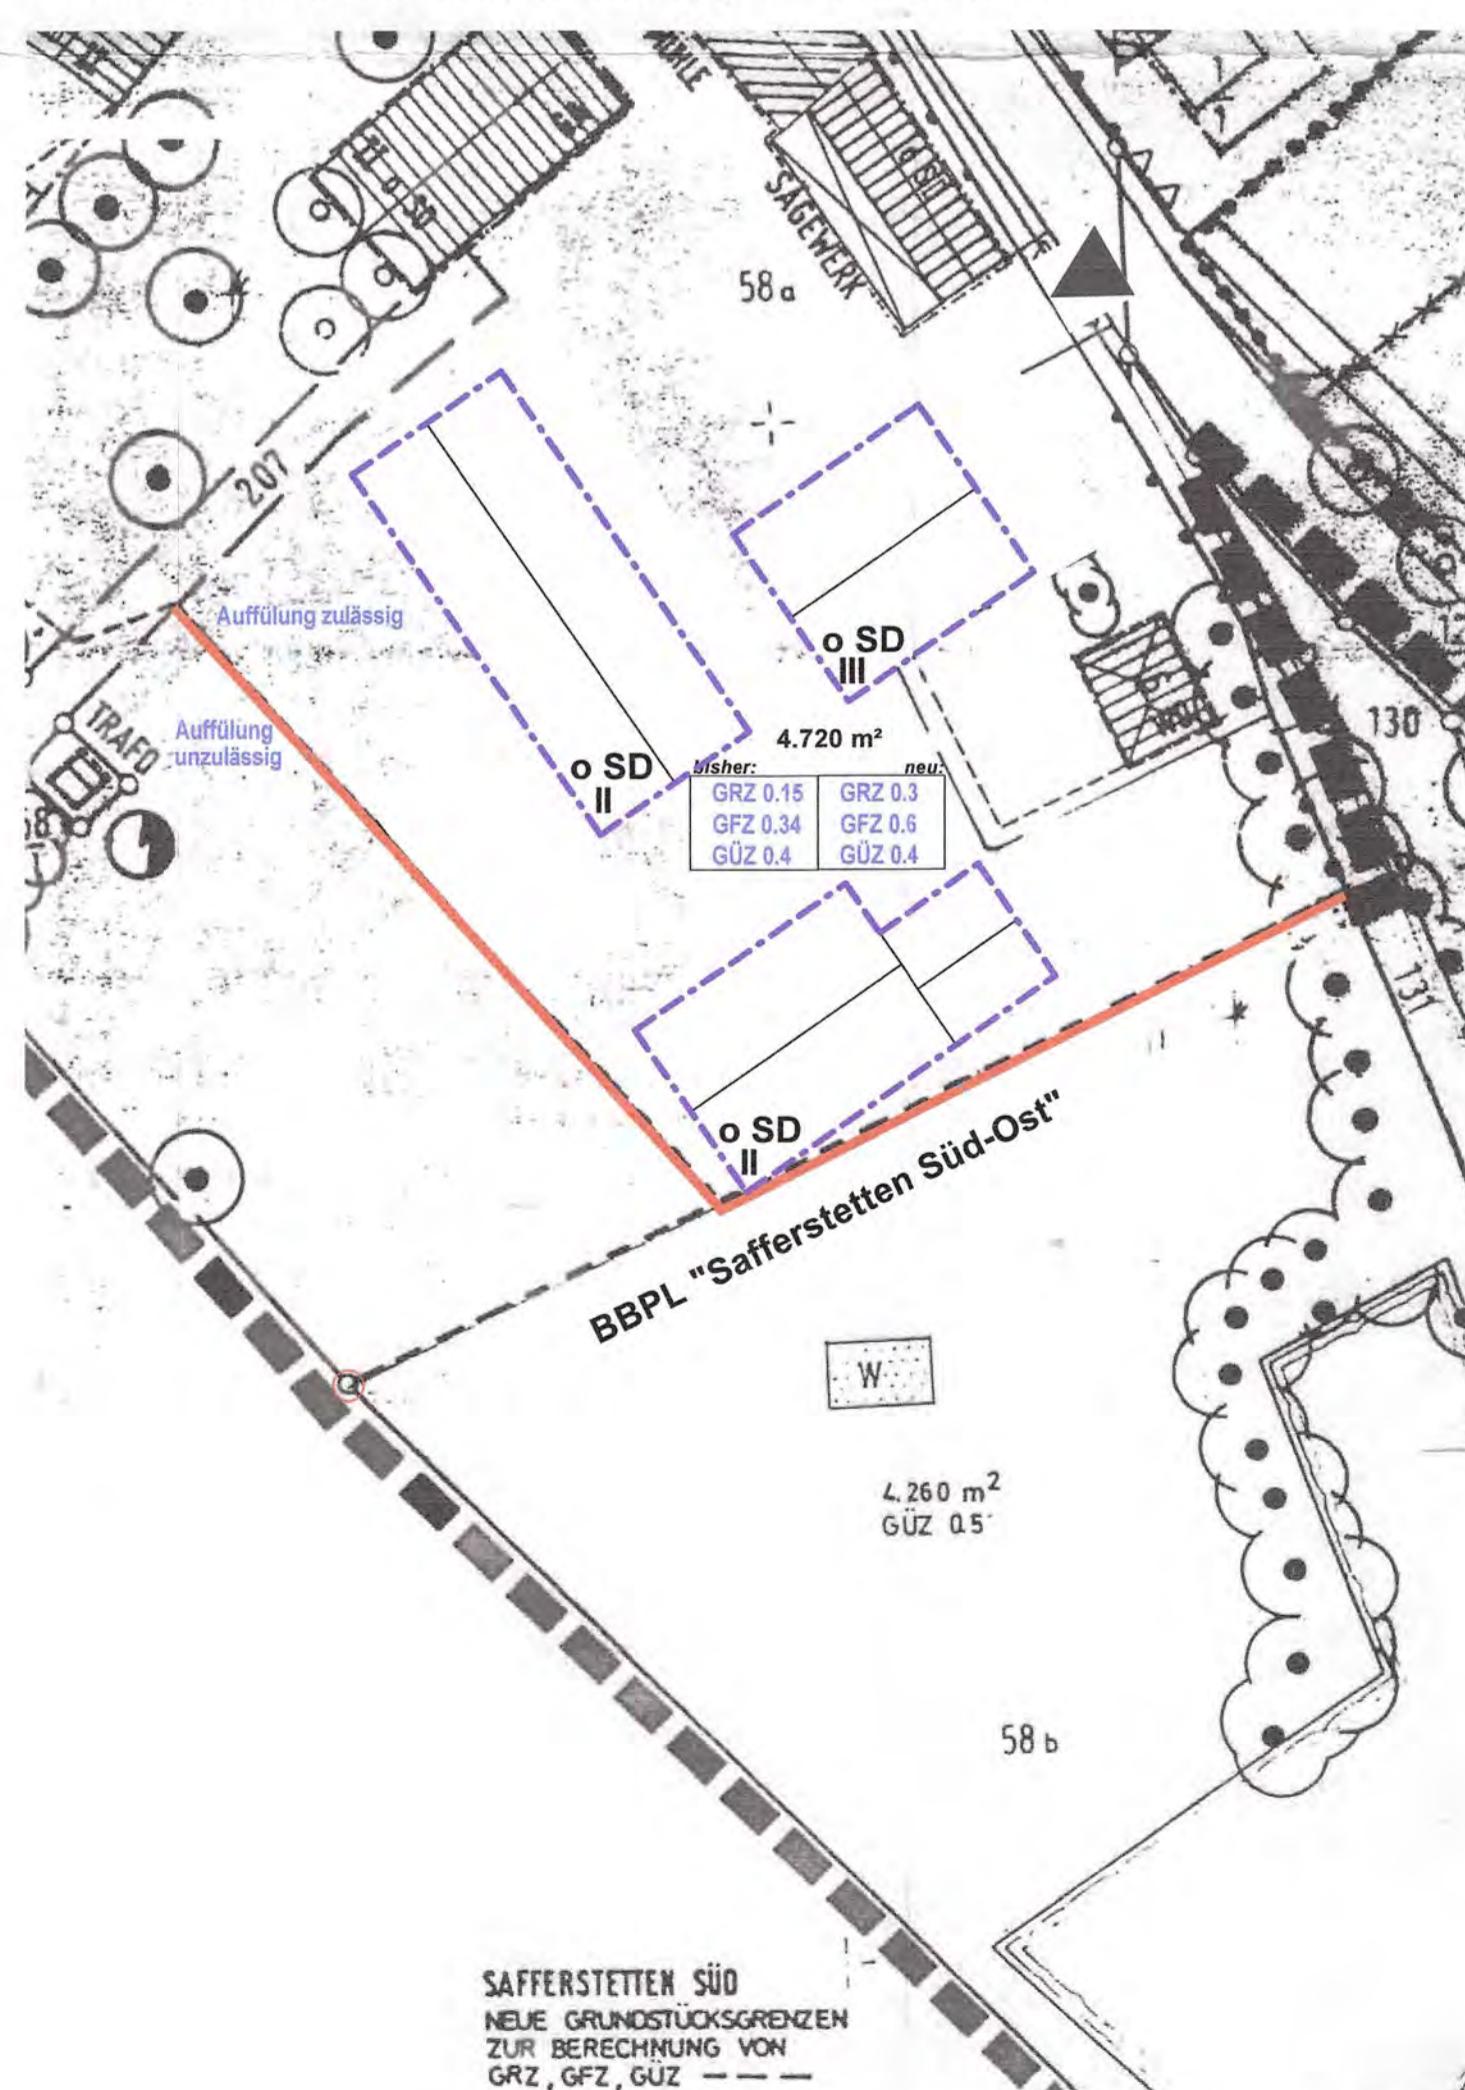 SÄGEWERK
58a
207
Auffülung zulässig
o SD
III
TRAFO
Auffülung
unzulässig
130
4.720 m²
o SD
II
bisher: neu:
GRZ 0.15 GRZ 0.3
GFZ 0.34 GFZ 0.6
GÜZ 0.4 GÜZ 0.4
131
o SD
II
BBPL "Safferstetten Süd-Ost"
W
4.260 m²
GÜZ 0.5
58 b
SAFFERSTETTEN SÜD
NEUE GRUNDSTÜCKSGRENZEN
ZUR BERECHNUNG VON
GRZ, GFZ, GÜZ — — —